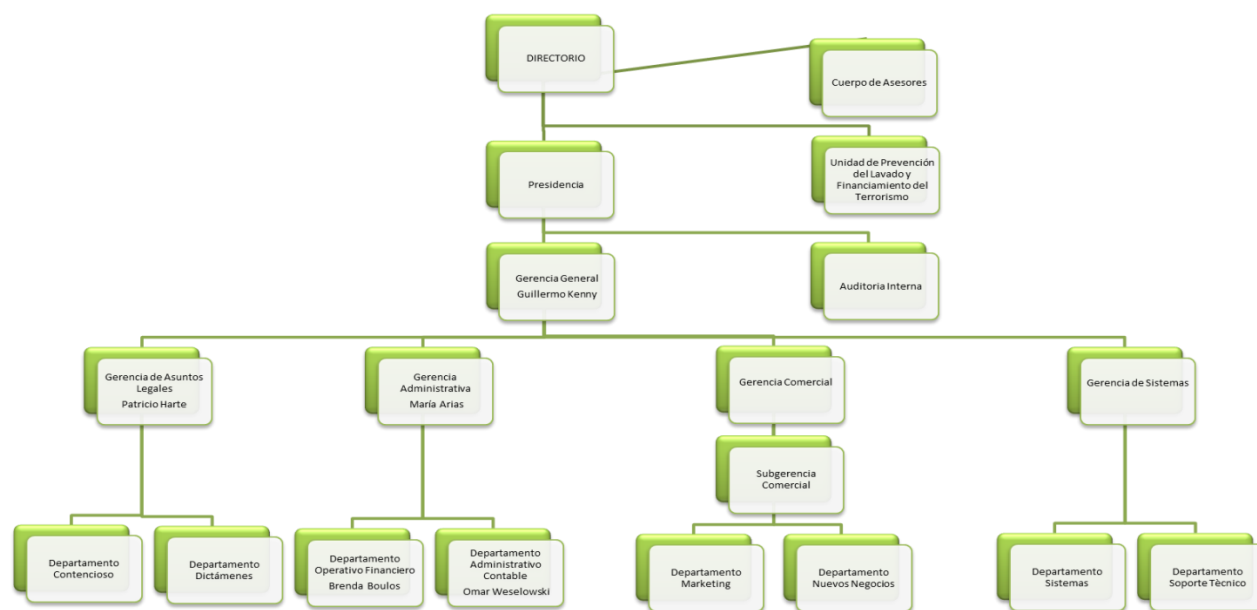 DIRECTORIO
Cuerpo de Asesores
Presidencia
Unidad de Prevención
del Lavado y
Financiamiento del
Terrorismo
Gerencia General
Guillermo Kenny
Auditoria Interna
Gerencia de Asuntos
Legales
Patricio Harte
Gerencia
Administrativa
María Arias
Gerencia Comercial
Gerencia de Sistemas
Subgerencia
Comercial
Departamento
Contencioso
Departamento
Dictámenes
Departamento
Operativo Financiero
Brenda Boulos
Departamento
Administrativo
Contable
Omar Weselowski
Departamento
Marketing
Departamento
Nuevos Negocios
Departamento
Sistemas
Departamento
Soporte Tècnico